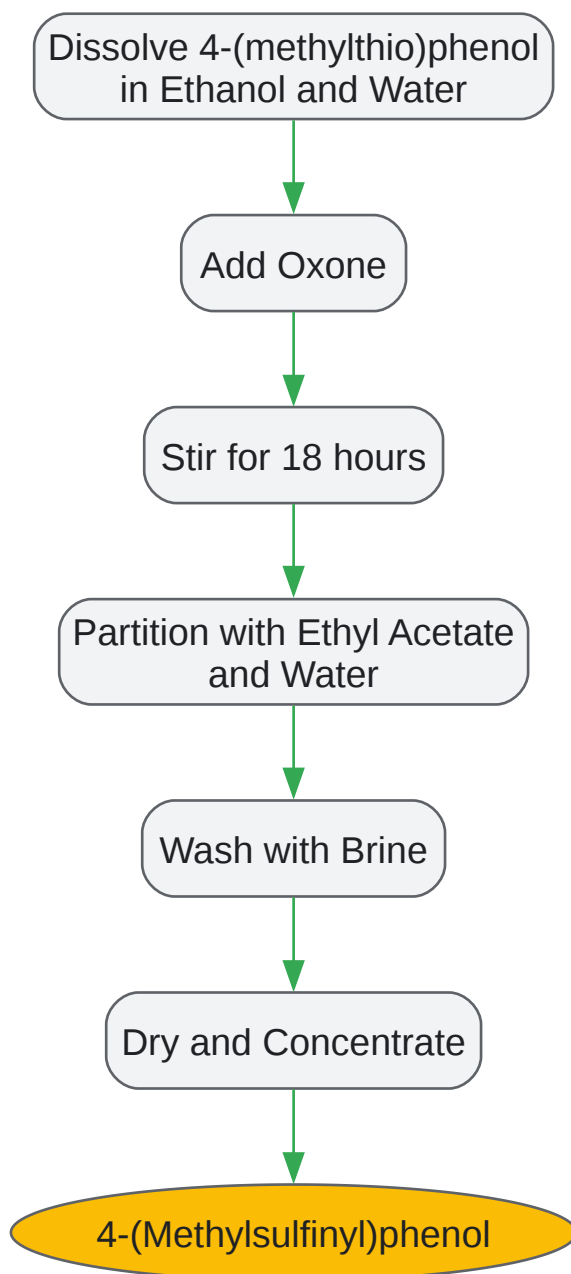 Dissolve 4-(methylthio)phenol
in Ethanol and Water
Add Oxone
Stir for 18 hours
Partition with Ethyl Acetate
and Water
Wash with Brine
Dry and Concentrate
4-(Methylsulfinyl)phenol